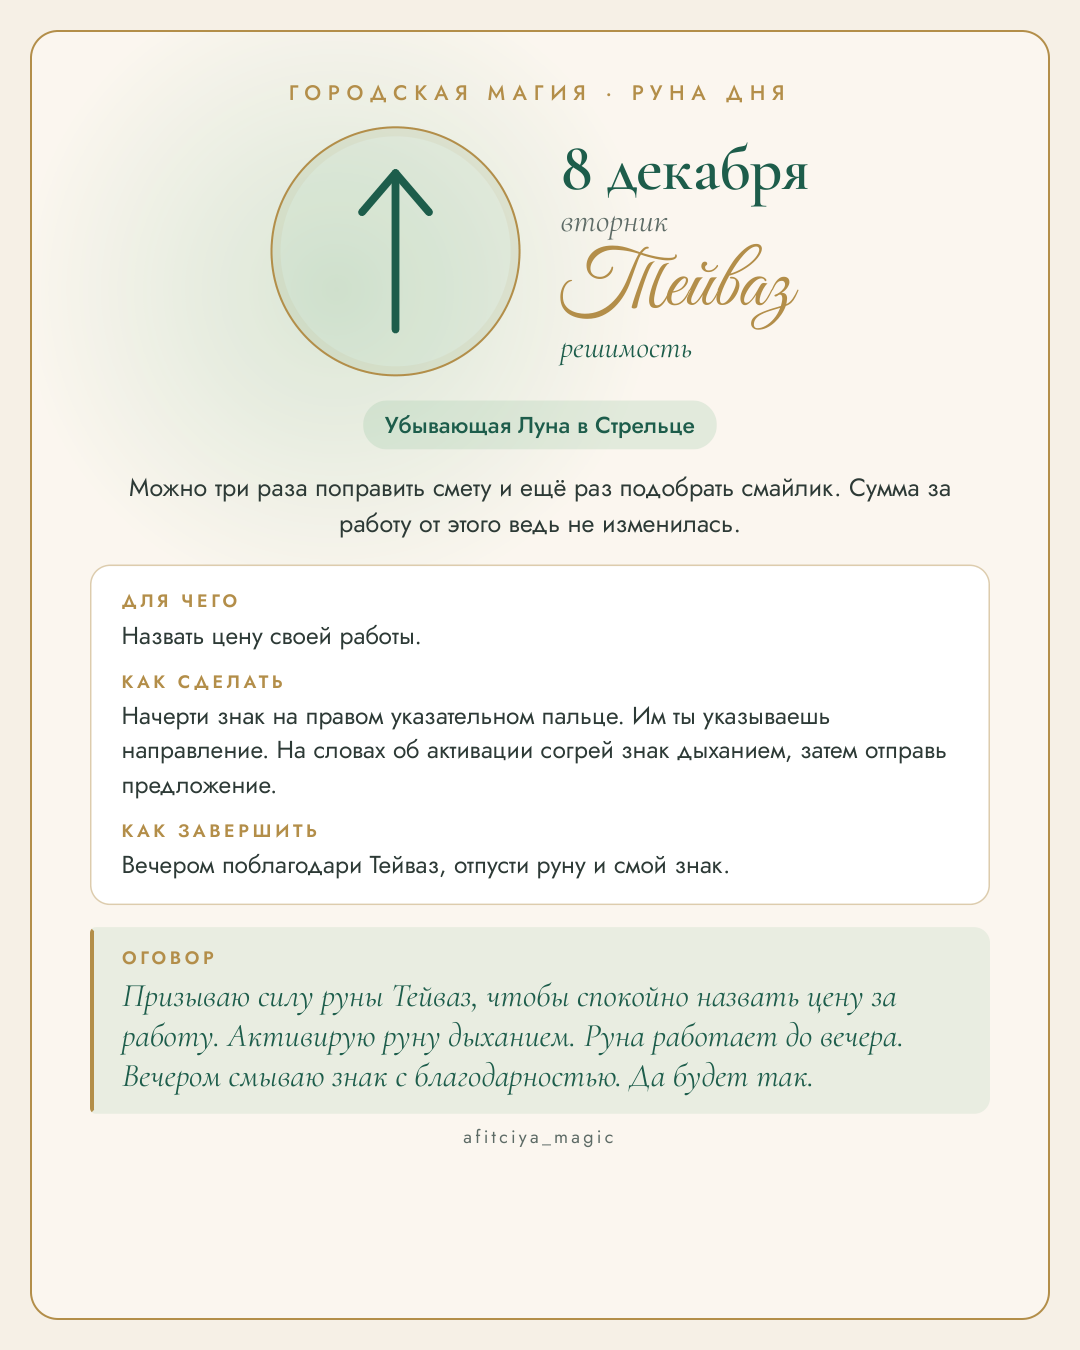 ГОРОДСКАЯ МАГИЯ · РУНА ДНЯ
8 декабря
вторник
Тейваз
решимость
Убывающая Луна в Стрельце
Можно три раза поправить смету и ещё раз подобрать смайлик. Сумма за
работу от этого ведь не изменилась.
ДЛЯ ЧЕГО
Назвать цену своей работы.
КАК СДЕЛАТЬ
Начерти знак на правом указательном пальце. Им ты указываешь
направление. На словах об активации согрей знак дыханием, затем отправь
предложение.
КАК ЗАВЕРШИТЬ
Вечером поблагодари Тейваз, отпусти руну и смой знак.
ОГОВОР
Призываю силу руны Тейваз, чтобы спокойно назвать цену за
работу. Активирую руну дыханием. Руна работает до вечера.
Вечером смываю знак с благодарностью. Да будет так.
afitciya_magic